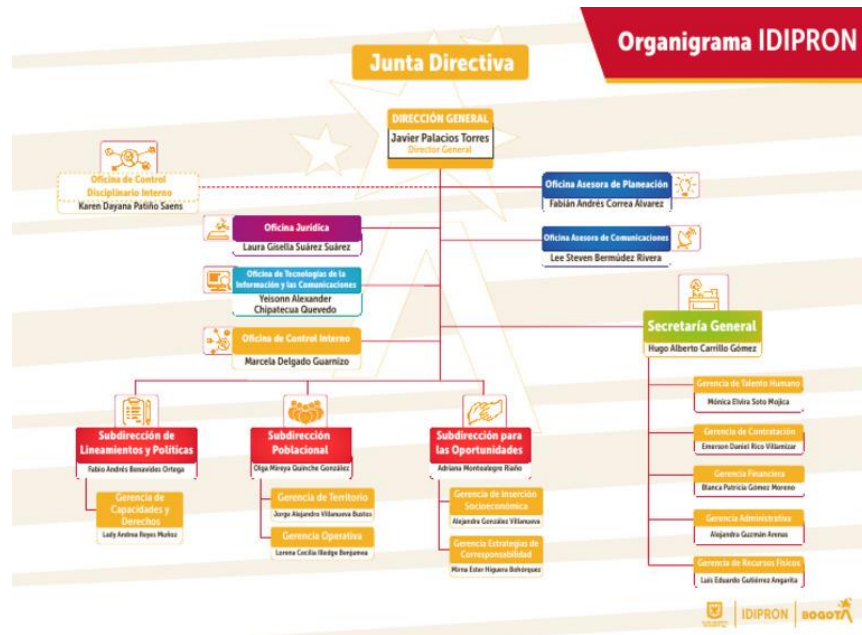 Organigrama IDIPRON
Junta Directiva
DIRECCIÓN GENERAL
Javier Palacios Torres
Director General
Oficina de Control
Disciplinario Interno
Karen Dayana Patiño Saens
Oficina Asesora de Planeación
Fabián Andrés Correa Álvarez
Oficina Jurídica
Laura Gisella Suárez Suárez
Oficina Asesora de Comunicaciones
Lee Steven Bermúdez Rivera
Oficina de Tecnologías de la
Información y las Comunicaciones
Yeisonn Alexander
Chipatecua Quevedo
Secretaría General
Hugo Alberto Carrillo Gómez
Oficina de Control Interno
Marcela Delgado Guarnizo
Subdirección de
Lineamientos y Políticas
Fabio Andrés Benavides Ortega
Gerencia de
Capacidades y
Derechos
Lady Andrea Reyes Muñoz
Subdirección
Poblacional
Olga Mireya Quinche González
Gerencia de Territorio
Jorge Alejandro Villanueva Bustos
Gerencia Operativa
Lorena Cecilia Illedge
Subdirección para
las Oportunidades
Adriana Montealegre Riaño
Gerencia de Inserción
Socioeconómica
Alejandra González Villanueva
Gerencia Estrategias de
Corresponsabilidad
Mirna Ester Higuera Bohórquez
Gerencia de Talento Humano
Mónica Elvira Soto Mojica
Gerencia de Contratación
Emerson Daniel Rico Villamizar
Gerencia Financiera
Blanca Patricia Gómez Moreno
Gerencia Administrativa
Guzmán Arenas
Gerencia de Recursos Físicos
Luis Eduardo Gutiérrez Angarita
IDIPRON
BOGOTÁ